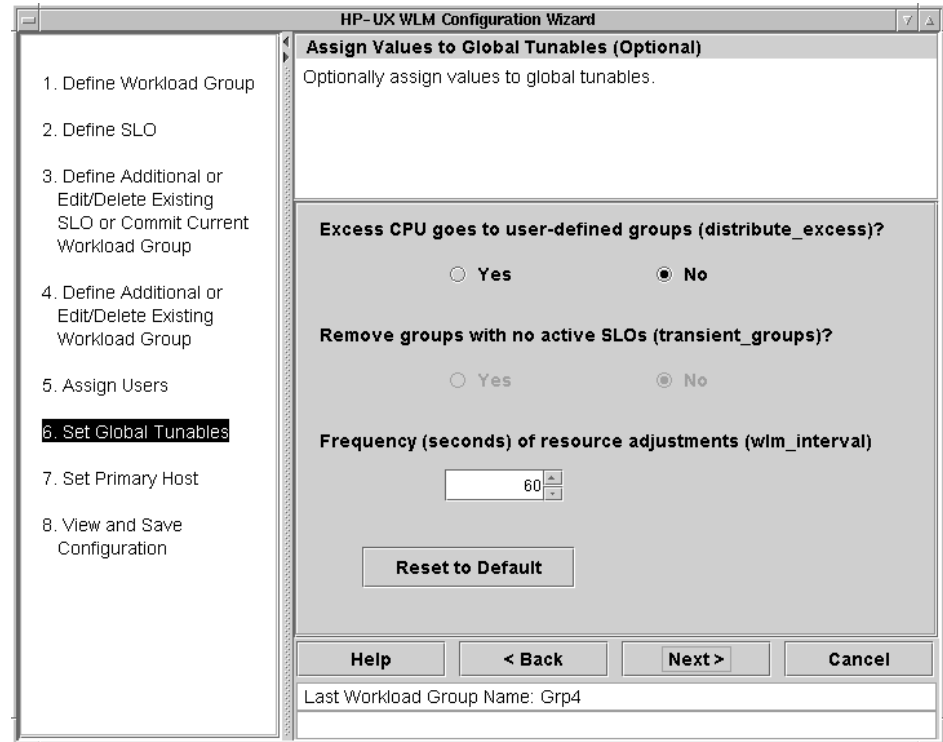 HP-UX WLM Configuration Wizard
1. Define Workload Group
2. Define SLO
3. Define Additional or
Edit/Delete Existing
SLO or Commit Current
Workload Group
4. Define Additional or
Edit/Delete Existing
Workload Group
5. Assign Users
6. Set Global Tunables
7. Set Primary Host
8. View and Save
Configuration
Assign Values to Global Tunables (Optional)
Optionally assign values to global tunables.
Excess CPU goes to user-defined groups (distribute_excess)?
Yes No
Remove groups with no active SLOs (transient_groups)?
Yes No
Frequency (seconds) of resource adjustments (wlm_interval)
60
Reset to Default
Help < Back Next > Cancel
Last Workload Group Name: Grp4